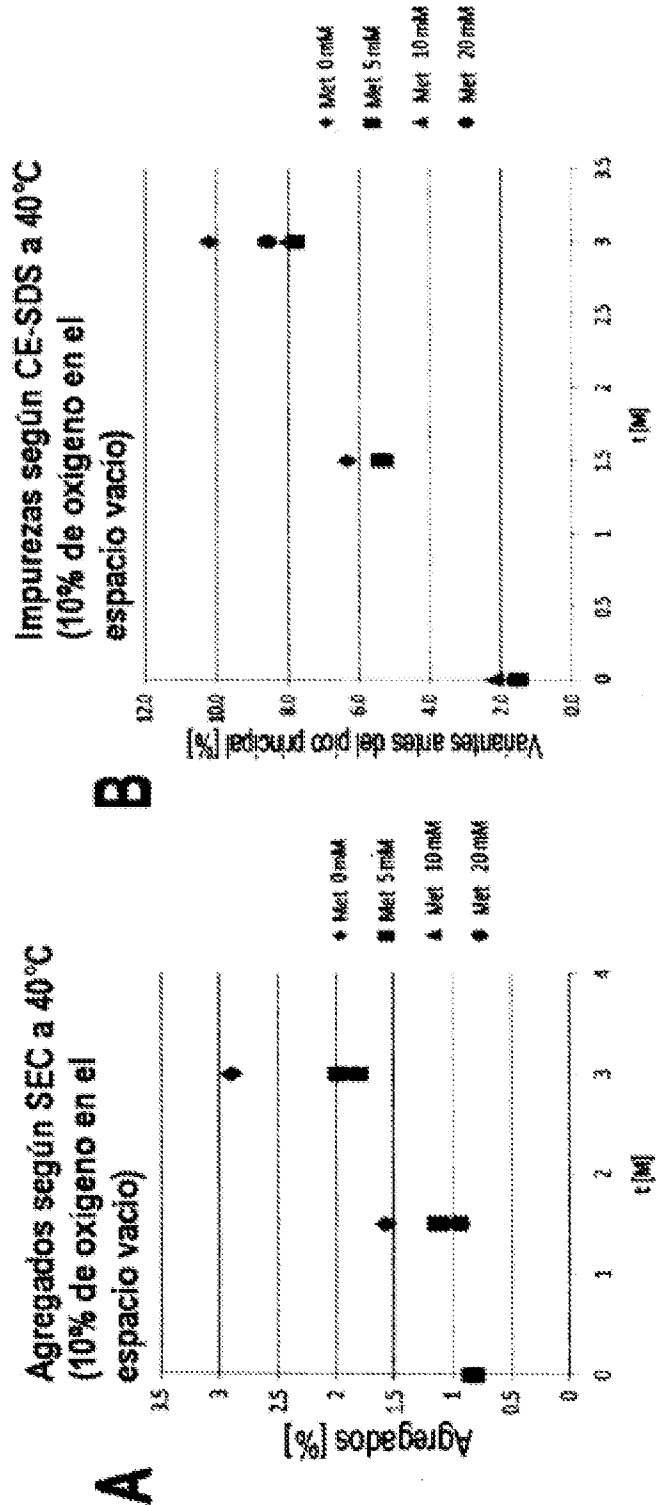 A
Agregados según SEC a 40°C
(10% de oxígeno en el
espacio vacío)
Agregados [%]
3.5
3
2.5
2
1.5
1
0.5
0
0
1
2
3
4
t [M]
Met 0 mM
Met 5 mM
Met 10 mM
Met 20 mM
B
Impurezas según CE-SDS a 40°C
(10% de oxígeno en el
espacio vacío)
Variantes antes del pico principal [%]
12.0
10.0
8.0
6.0
4.0
2.0
0.0
0
0.5
1
1.5
2
2.5
3
3.5
t [M]
Met 0 mM
Met 5 mM
Met 10 mM
Met 20 mM